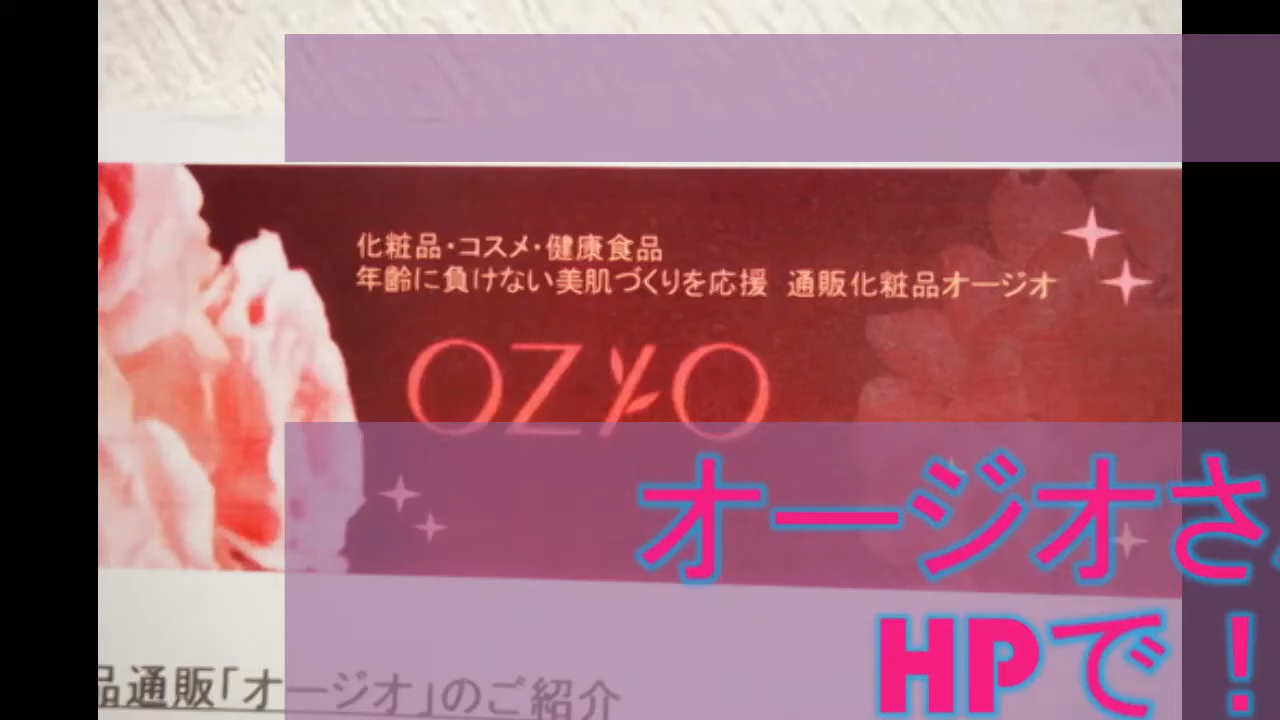 化粧品・コスメ・健康食品
年齢に負けない美肌づくりを応援 通販化粧品オージオ
OZIO
オージオさ
HPで!
品通販「オージオ」のご紹介